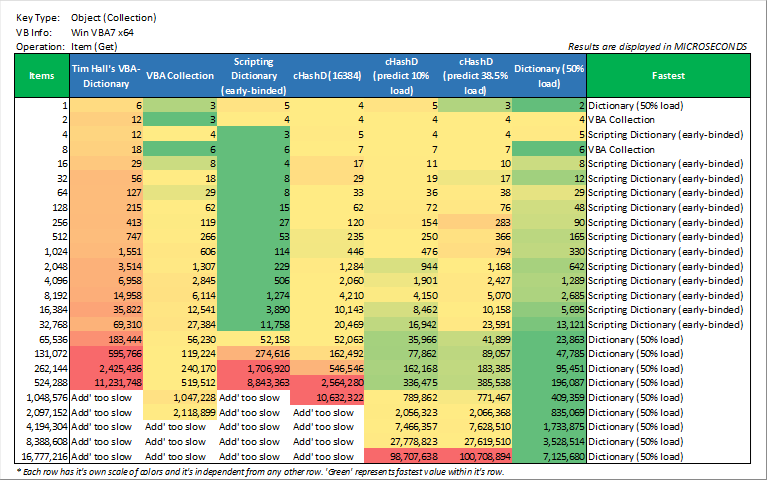 Key Type: Object (Collection)
VB Info: Win VBA7 x64
Operation: Item (Get) Results are displayed in MICROSECONDS
Items Tim Hall's VBA-Dictionary VBA Collection Scripting Dictionary (early-binded) cHashD (16384) cHashD (predict 10% load) cHashD (predict 38.5% load) Dictionary (50% load) Fastest
1 6 3 5 4 5 3 2 Dictionary (50% load)
2 12 3 4 4 4 4 4 VBA Collection
4 12 4 3 4 4 4 5 Scripting Dictionary (early-binded)
8 18 6 6 7 7 7 6 VBA Collection
16 29 8 4 17 11 10 8 Scripting Dictionary (early-binded)
32 56 18 8 29 19 17 12 Scripting Dictionary (early-binded)
64 127 29 8 33 36 38 29 Scripting Dictionary (early-binded)
128 215 62 15 62 72 76 48 Scripting Dictionary (early-binded)
256 413 119 27 120 154 283 90 Scripting Dictionary (early-binded)
512 747 266 53 235 250 366 165 Scripting Dictionary (early-binded)
1,024 1,551 606 114 446 476 794 330 Scripting Dictionary (early-binded)
2,048 3,514 1,307 229 1,284 944 1,168 642 Scripting Dictionary (early-binded)
4,096 6,958 2,845 506 2,060 1,901 2,427 1,289 Scripting Dictionary (early-binded)
8,192 14,958 6,114 1,274 4,210 4,150 5,070 2,685 Scripting Dictionary (early-binded)
16,384 35,822 12,541 3,890 10,143 8,462 10,158 5,695 Scripting Dictionary (early-binded)
32,768 69,310 27,384 11,758 20,469 16,942 23,591 13,121 Scripting Dictionary (early-binded)
65,536 183,444 56,230 52,158 52,063 35,966 41,899 23,863 Dictionary (50% load)
131,072 595,766 119,224 274,616 162,492 77,862 89,057 47,785 Dictionary (50% load)
262,144 2,425,436 240,170 1,706,920 546,546 162,168 183,385 95,451 Dictionary (50% load)
524,288 11,231,748 519,512 8,843,363 2,564,280 336,475 385,538 196,087 Dictionary (50% load)
1,048,576 Add' too slow 1,047,228 Add' too slow 10,632,322 789,862 771,467 409,359 Dictionary (50% load)
2,097,152 Add' too slow 2,118,899 Add' too slow Add' too slow 2,056,323 2,066,368 835,069 Dictionary (50% load)
4,194,304 Add' too slow Add' too slow Add' too slow Add' too slow 7,466,357 7,628,510 1,733,875 Dictionary (50% load)
8,388,608 Add' too slow Add' too slow Add' too slow Add' too slow 27,778,823 27,619,510 3,528,514 Dictionary (50% load)
16,777,216 Add' too slow Add' too slow Add' too slow Add' too slow 98,707,638 100,708,894 7,125,680 Dictionary (50% load)
* Each row has it's own scale of colors and it's independent from any other row. 'Green' represents fastest value within it's row.